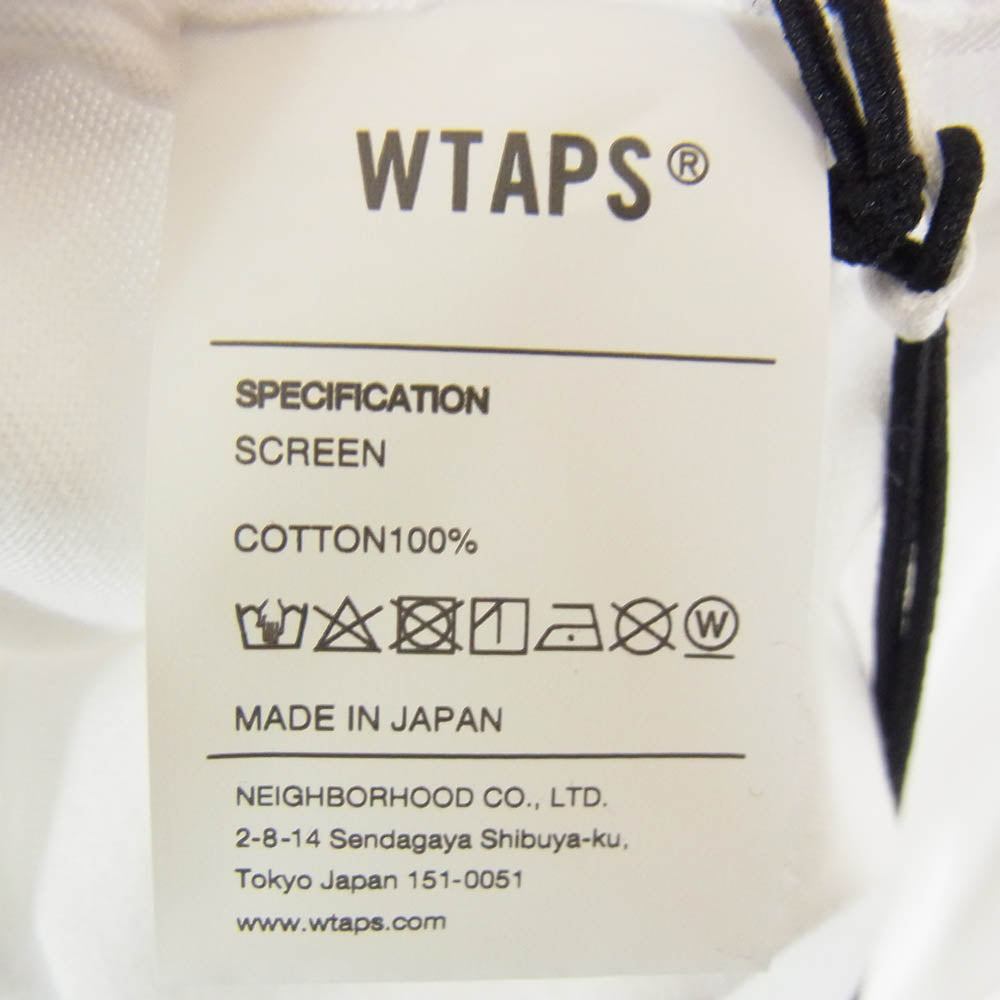 WTAPS®
SPECIFICATION
SCREEN
COTTON100%
W
MADE IN JAPAN
NEIGHBORHOOD CO., LTD.
2-8-14 Sendagaya Shibuya-ku,
Tokyo Japan 151-0051
www.wtaps.com